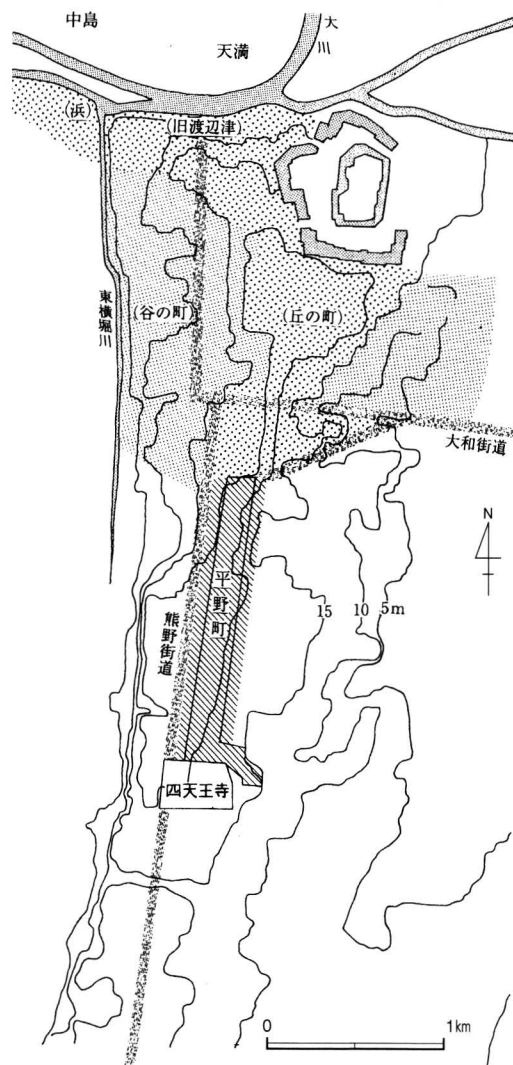 中島
天満
大川
(浜)
(旧渡辺津)
東横堀川
(谷の町)
(丘の町)
大和街道
N
平野町
熊野街道
15 10 5m
四天王寺
0 1km